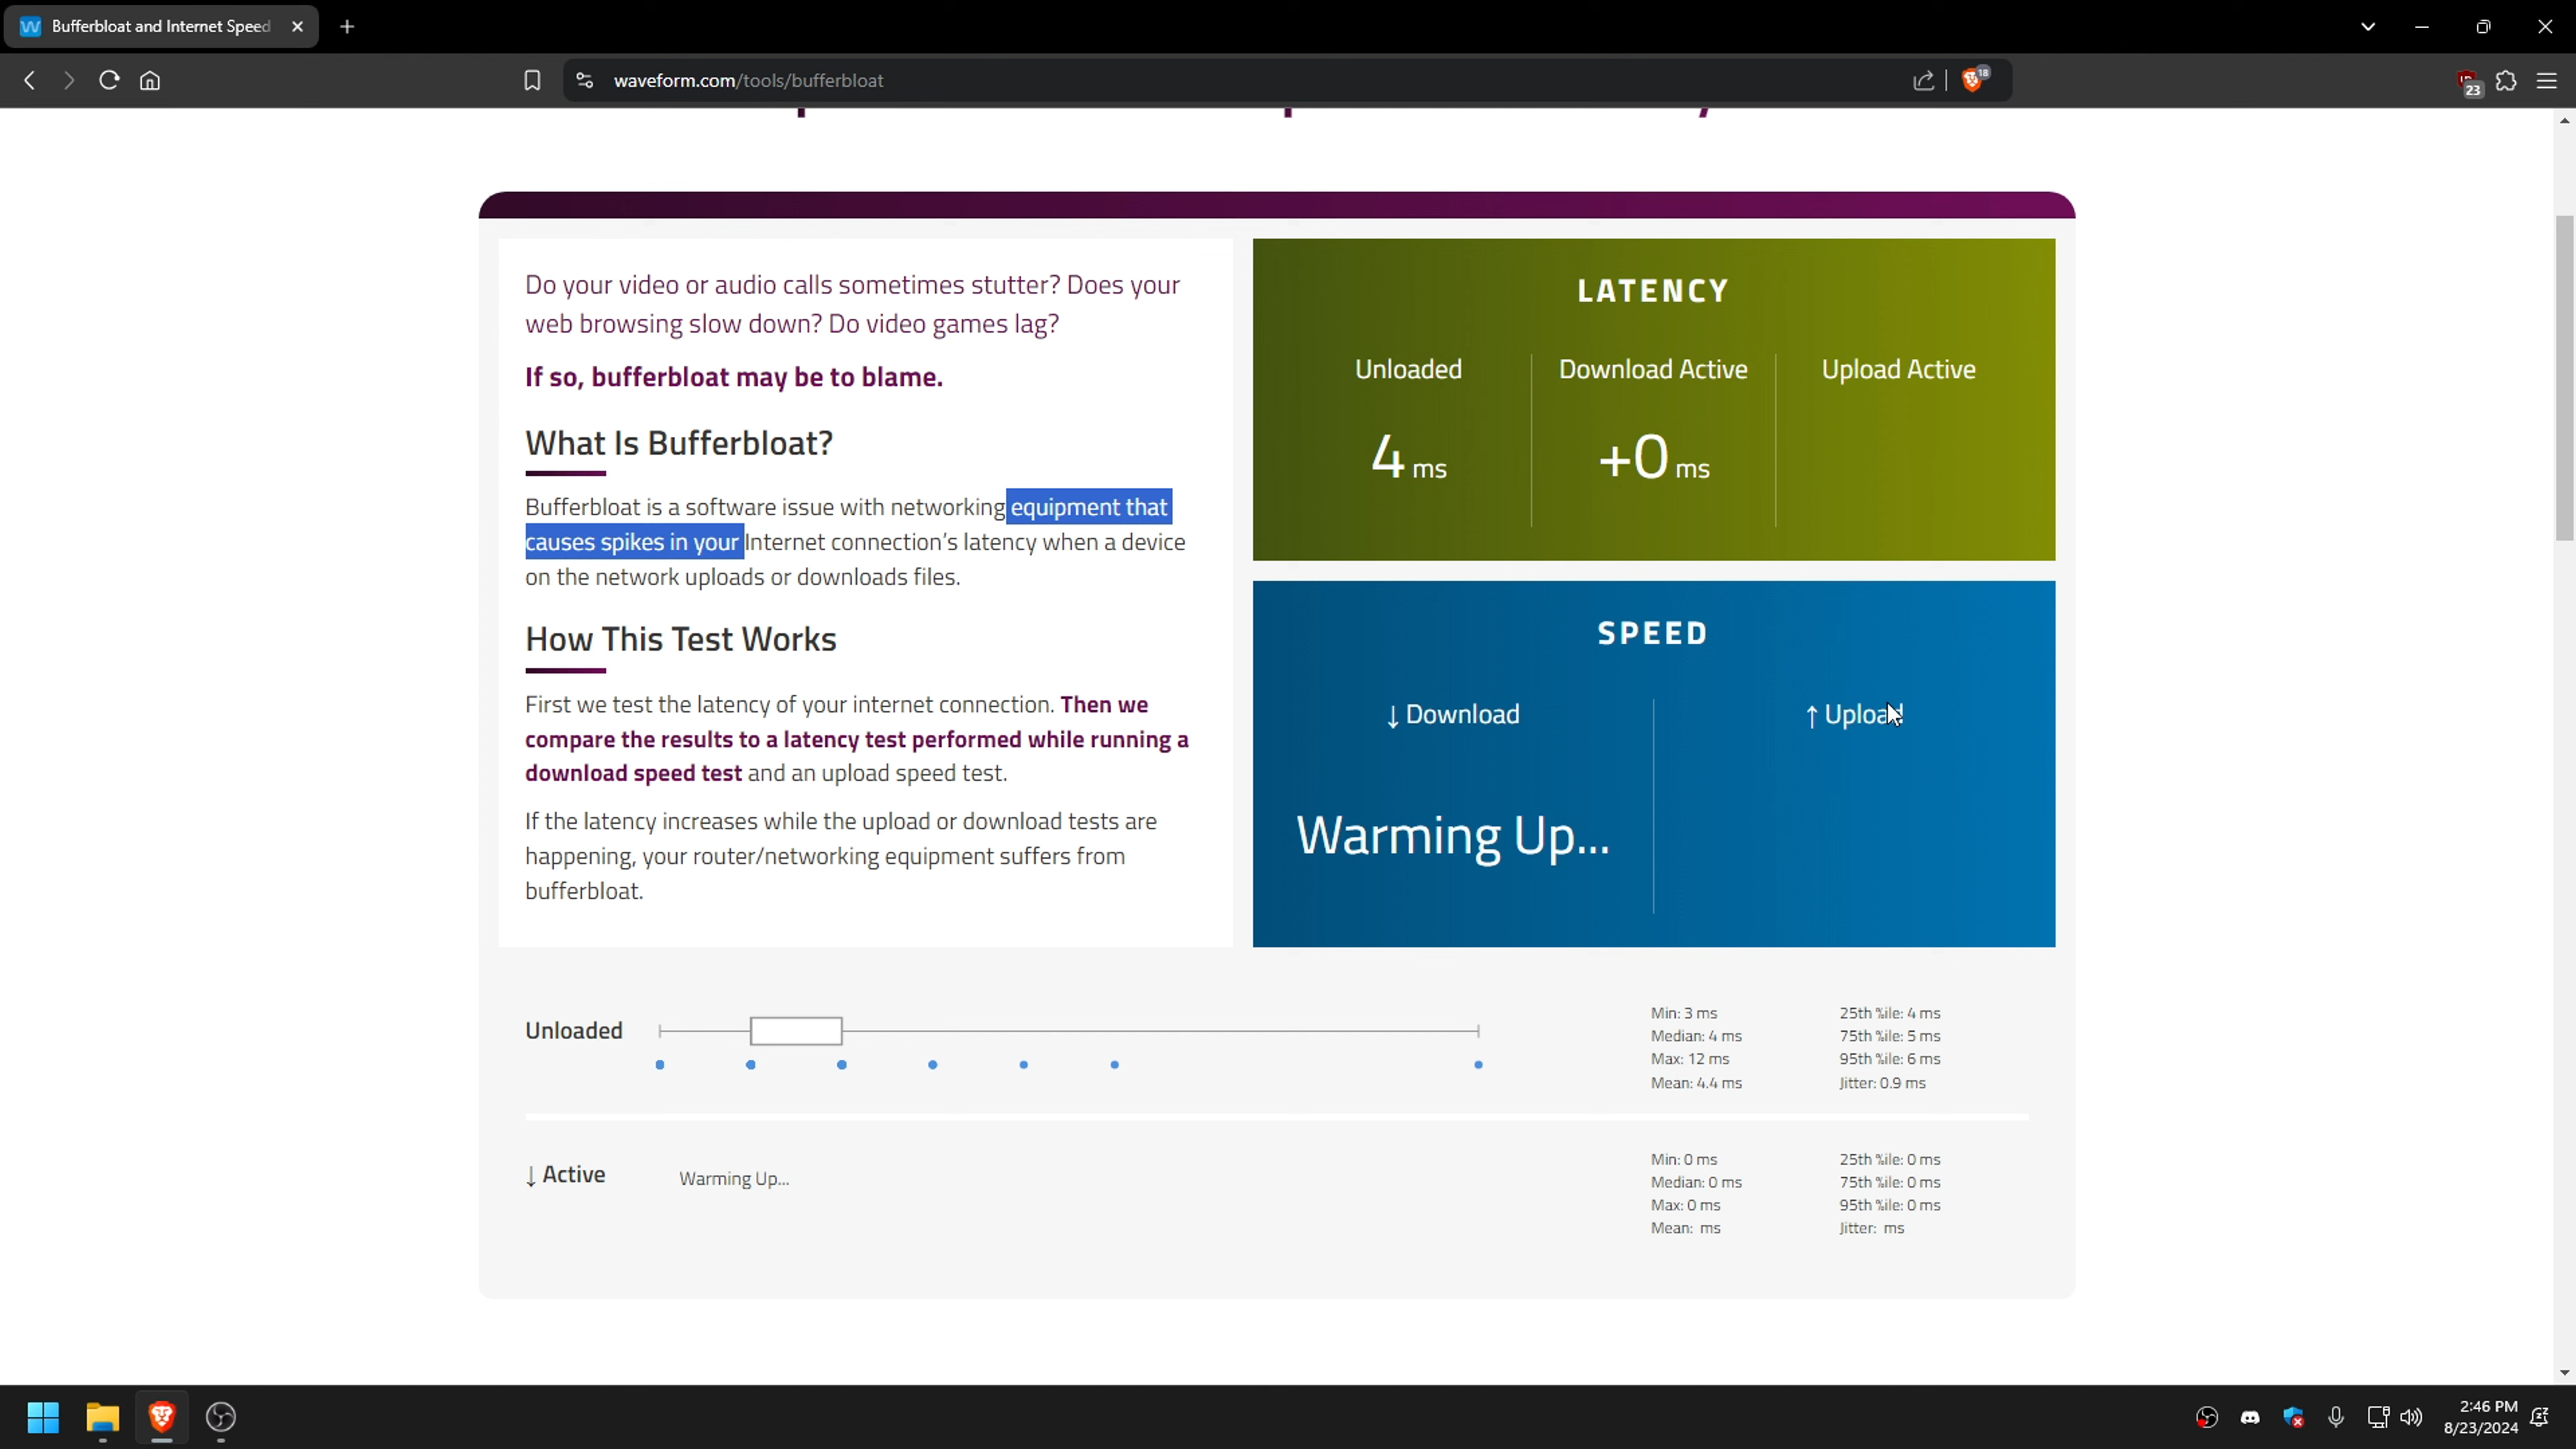 Bufferbloat and Internet Speed
waveform.com/tools/bufferbloat
18
23
Do your video or audio calls sometimes stutter? Does your
web browsing slow down? Do video games lag?
If so, bufferbloat may be to blame.
What Is Bufferbloat?
Bufferbloat is a software issue with networking equipment that
causes spikes in your Internet connection's latency when a device
on the network uploads or downloads files.
How This Test Works
First we test the latency of your internet connection. Then we
compare the results to a latency test performed while running a
download speed test and an upload speed test.
If the latency increases while the upload or download tests are
happening, your router/networking equipment suffers from
bufferbloat.
LATENCY
Unloaded Download Active Upload Active
4 ms +0 ms
SPEED
↓ Download ↑ Upload
Warming Up...
Unloaded
Min: 3 ms 25th %ile: 4 ms
Median: 4 ms 75th %ile: 5 ms
Max: 12 ms 95th %ile: 6 ms
Mean: 4.4 ms Jitter: 0.9 ms
↓ Active Warming Up...
Min: 0 ms 25th %ile: 0 ms
Median: 0 ms 75th %ile: 0 ms
Max: 0 ms 95th %ile: 0 ms
Mean: ms Jitter: ms
2:46 PM
8/23/2024